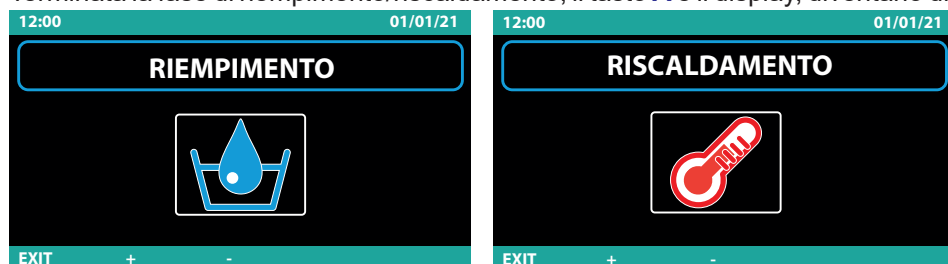 12:00 01/01/21
RIEMPIMENTO
EXIT + -
12:00 01/01/21
RISCALDAMENTO
EXIT + -